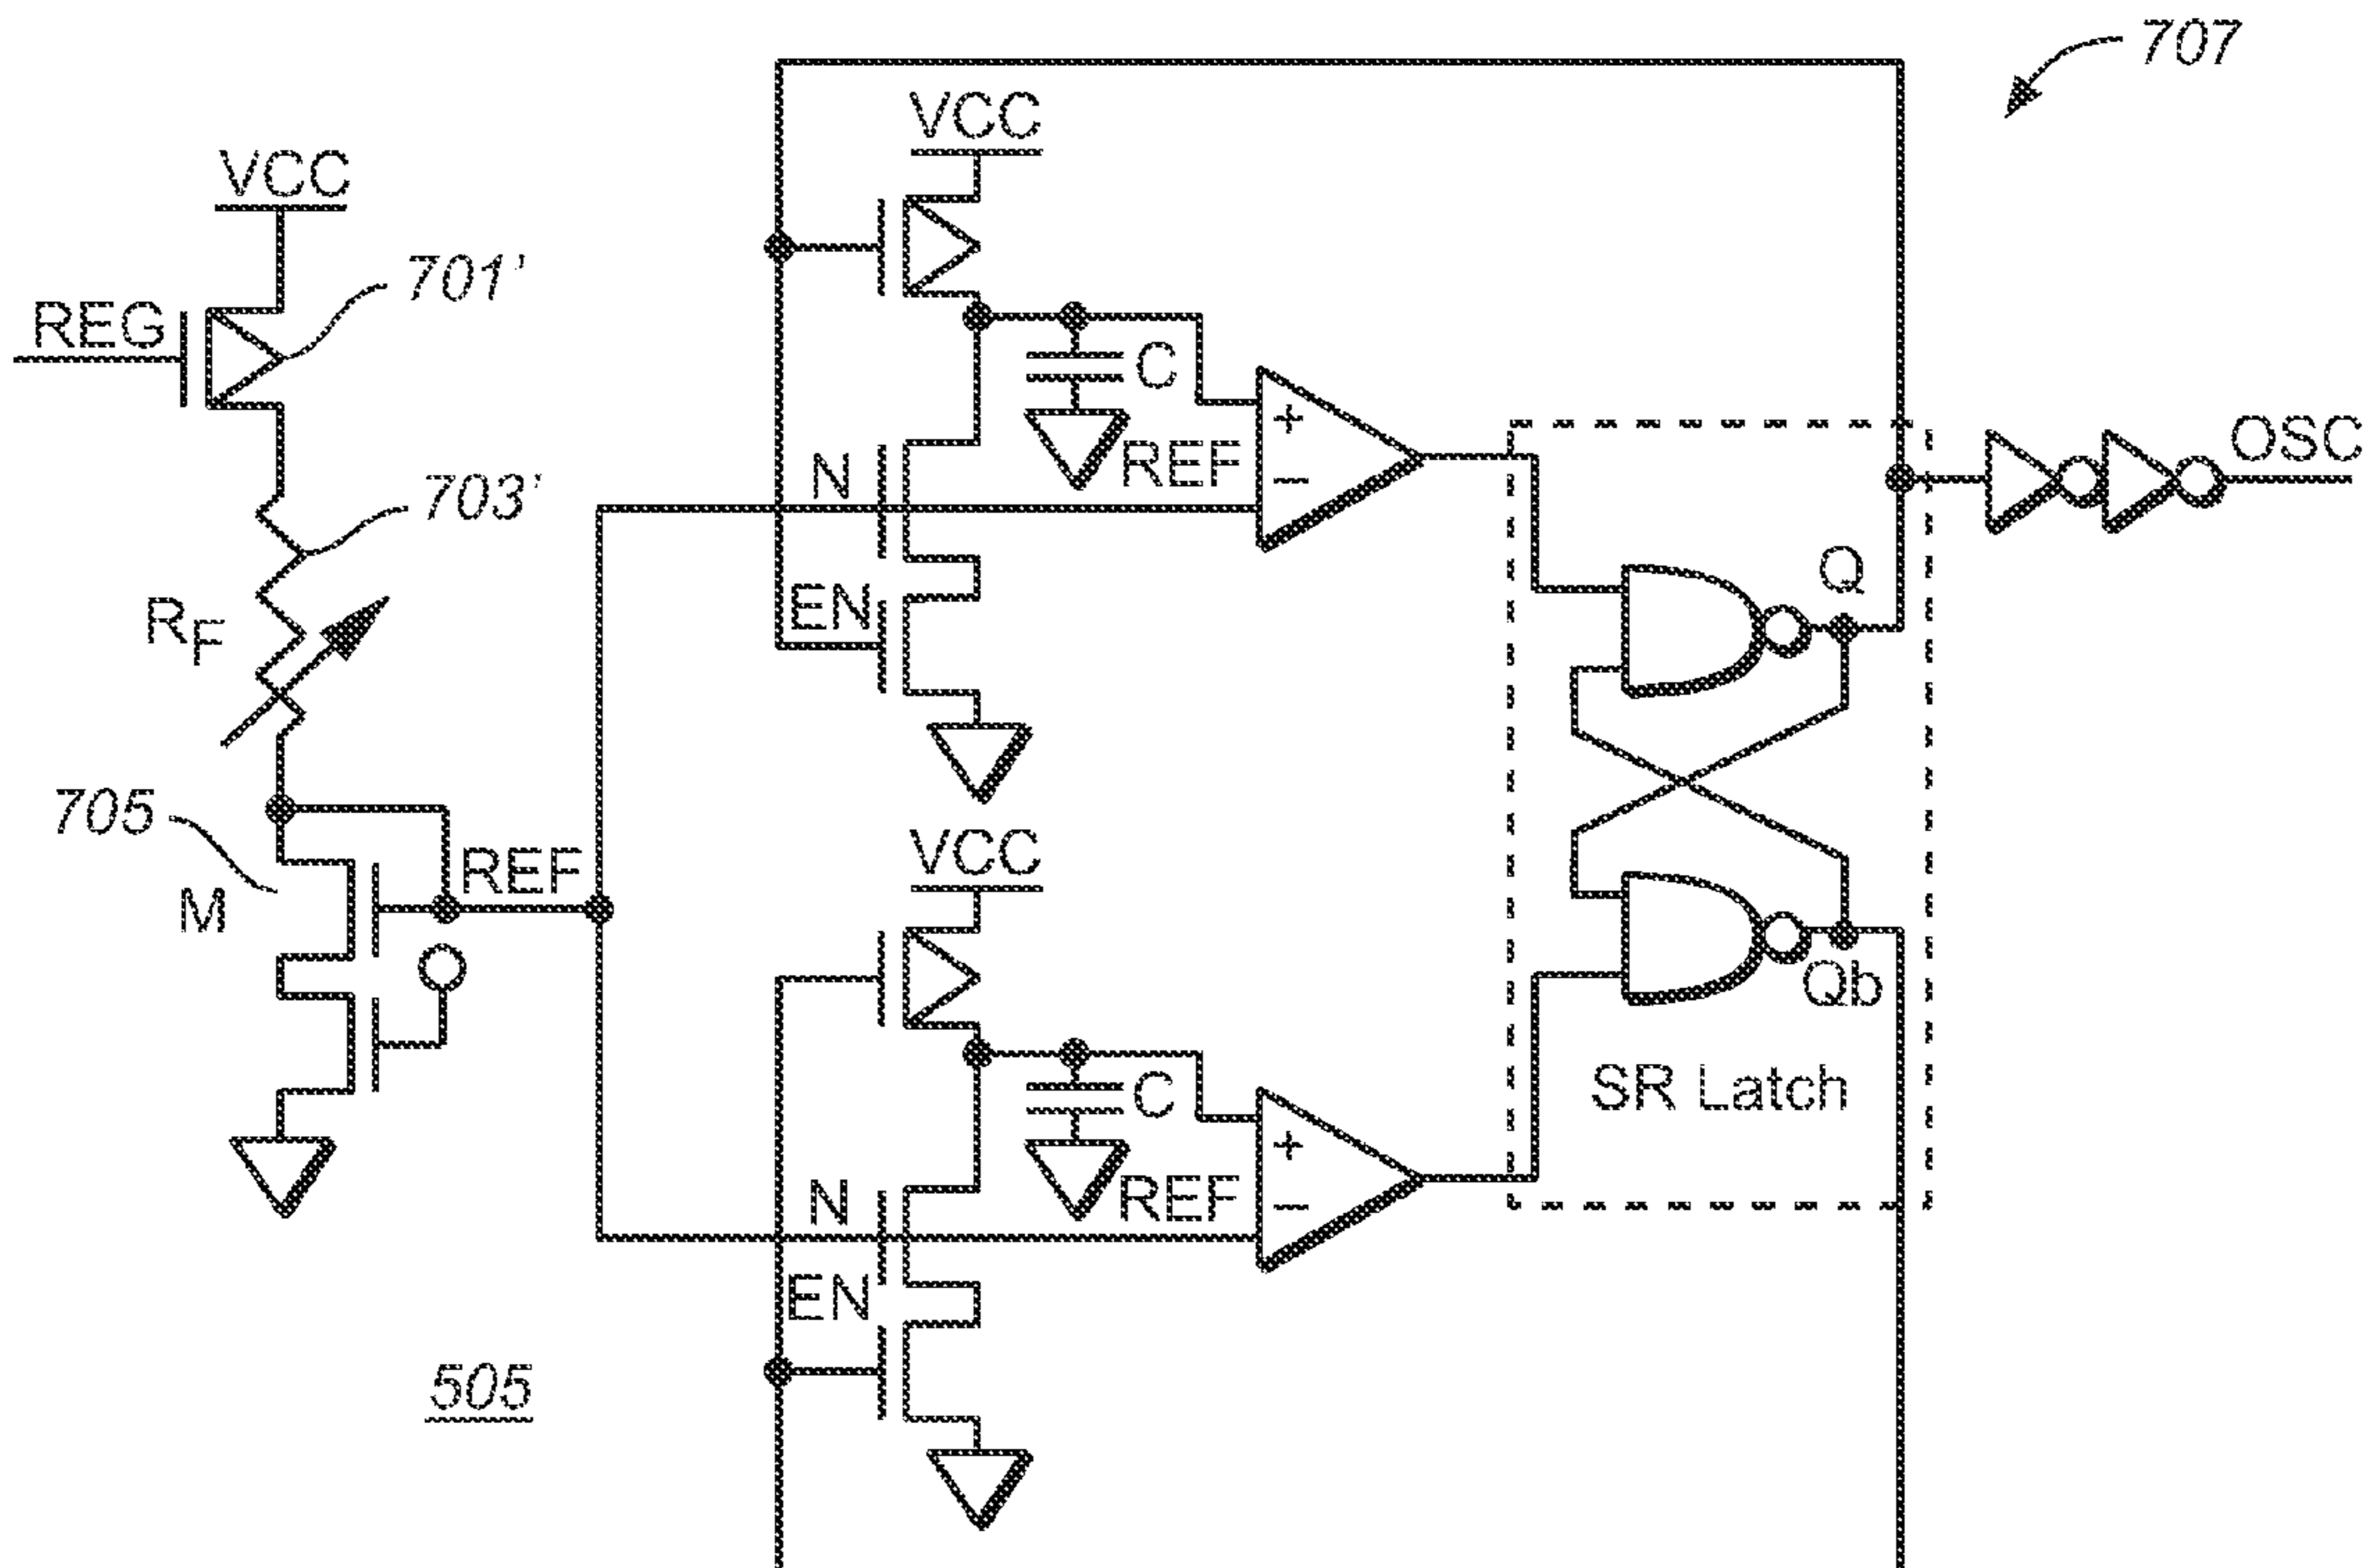 707
VCC
VCC
701'
REG
C
OSC
REF
+
−
N
703'
Q
EN
RF
705
VCC
REF
M
Qb
SR Latch
C
REF
+
−
N
EN
505